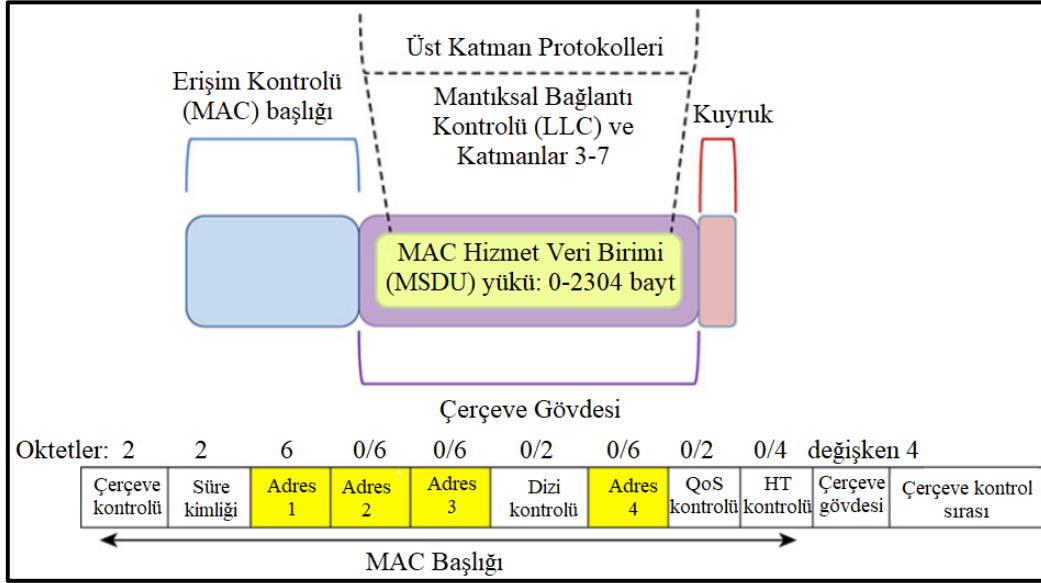 Üst Katman Protokolleri
Erişim Kontrolü
(MAC) başlığı
Mantıksal Bağlantı
Kontrolü (LLC) ve
Katmanlar 3-7
Kuyruk
MAC Hizmet Veri Birimi
(MSDU) yükü: 0-2304 bayt
Çerçeve Gövdesi
Oktetler: 2 2 6 0/6 0/6 0/2 0/6 0/2 0/4 değişken 4
Çerçeve
kontrolü
Süre
kimliği
Adres
1
Adres
2
Adres
3
Dizi
kontrolü
Adres
4
QoS
kontrolü
HT
kontrolü
Çerçeve
gövdesi
Çerçeve kontrol
sırası
MAC Başlığı